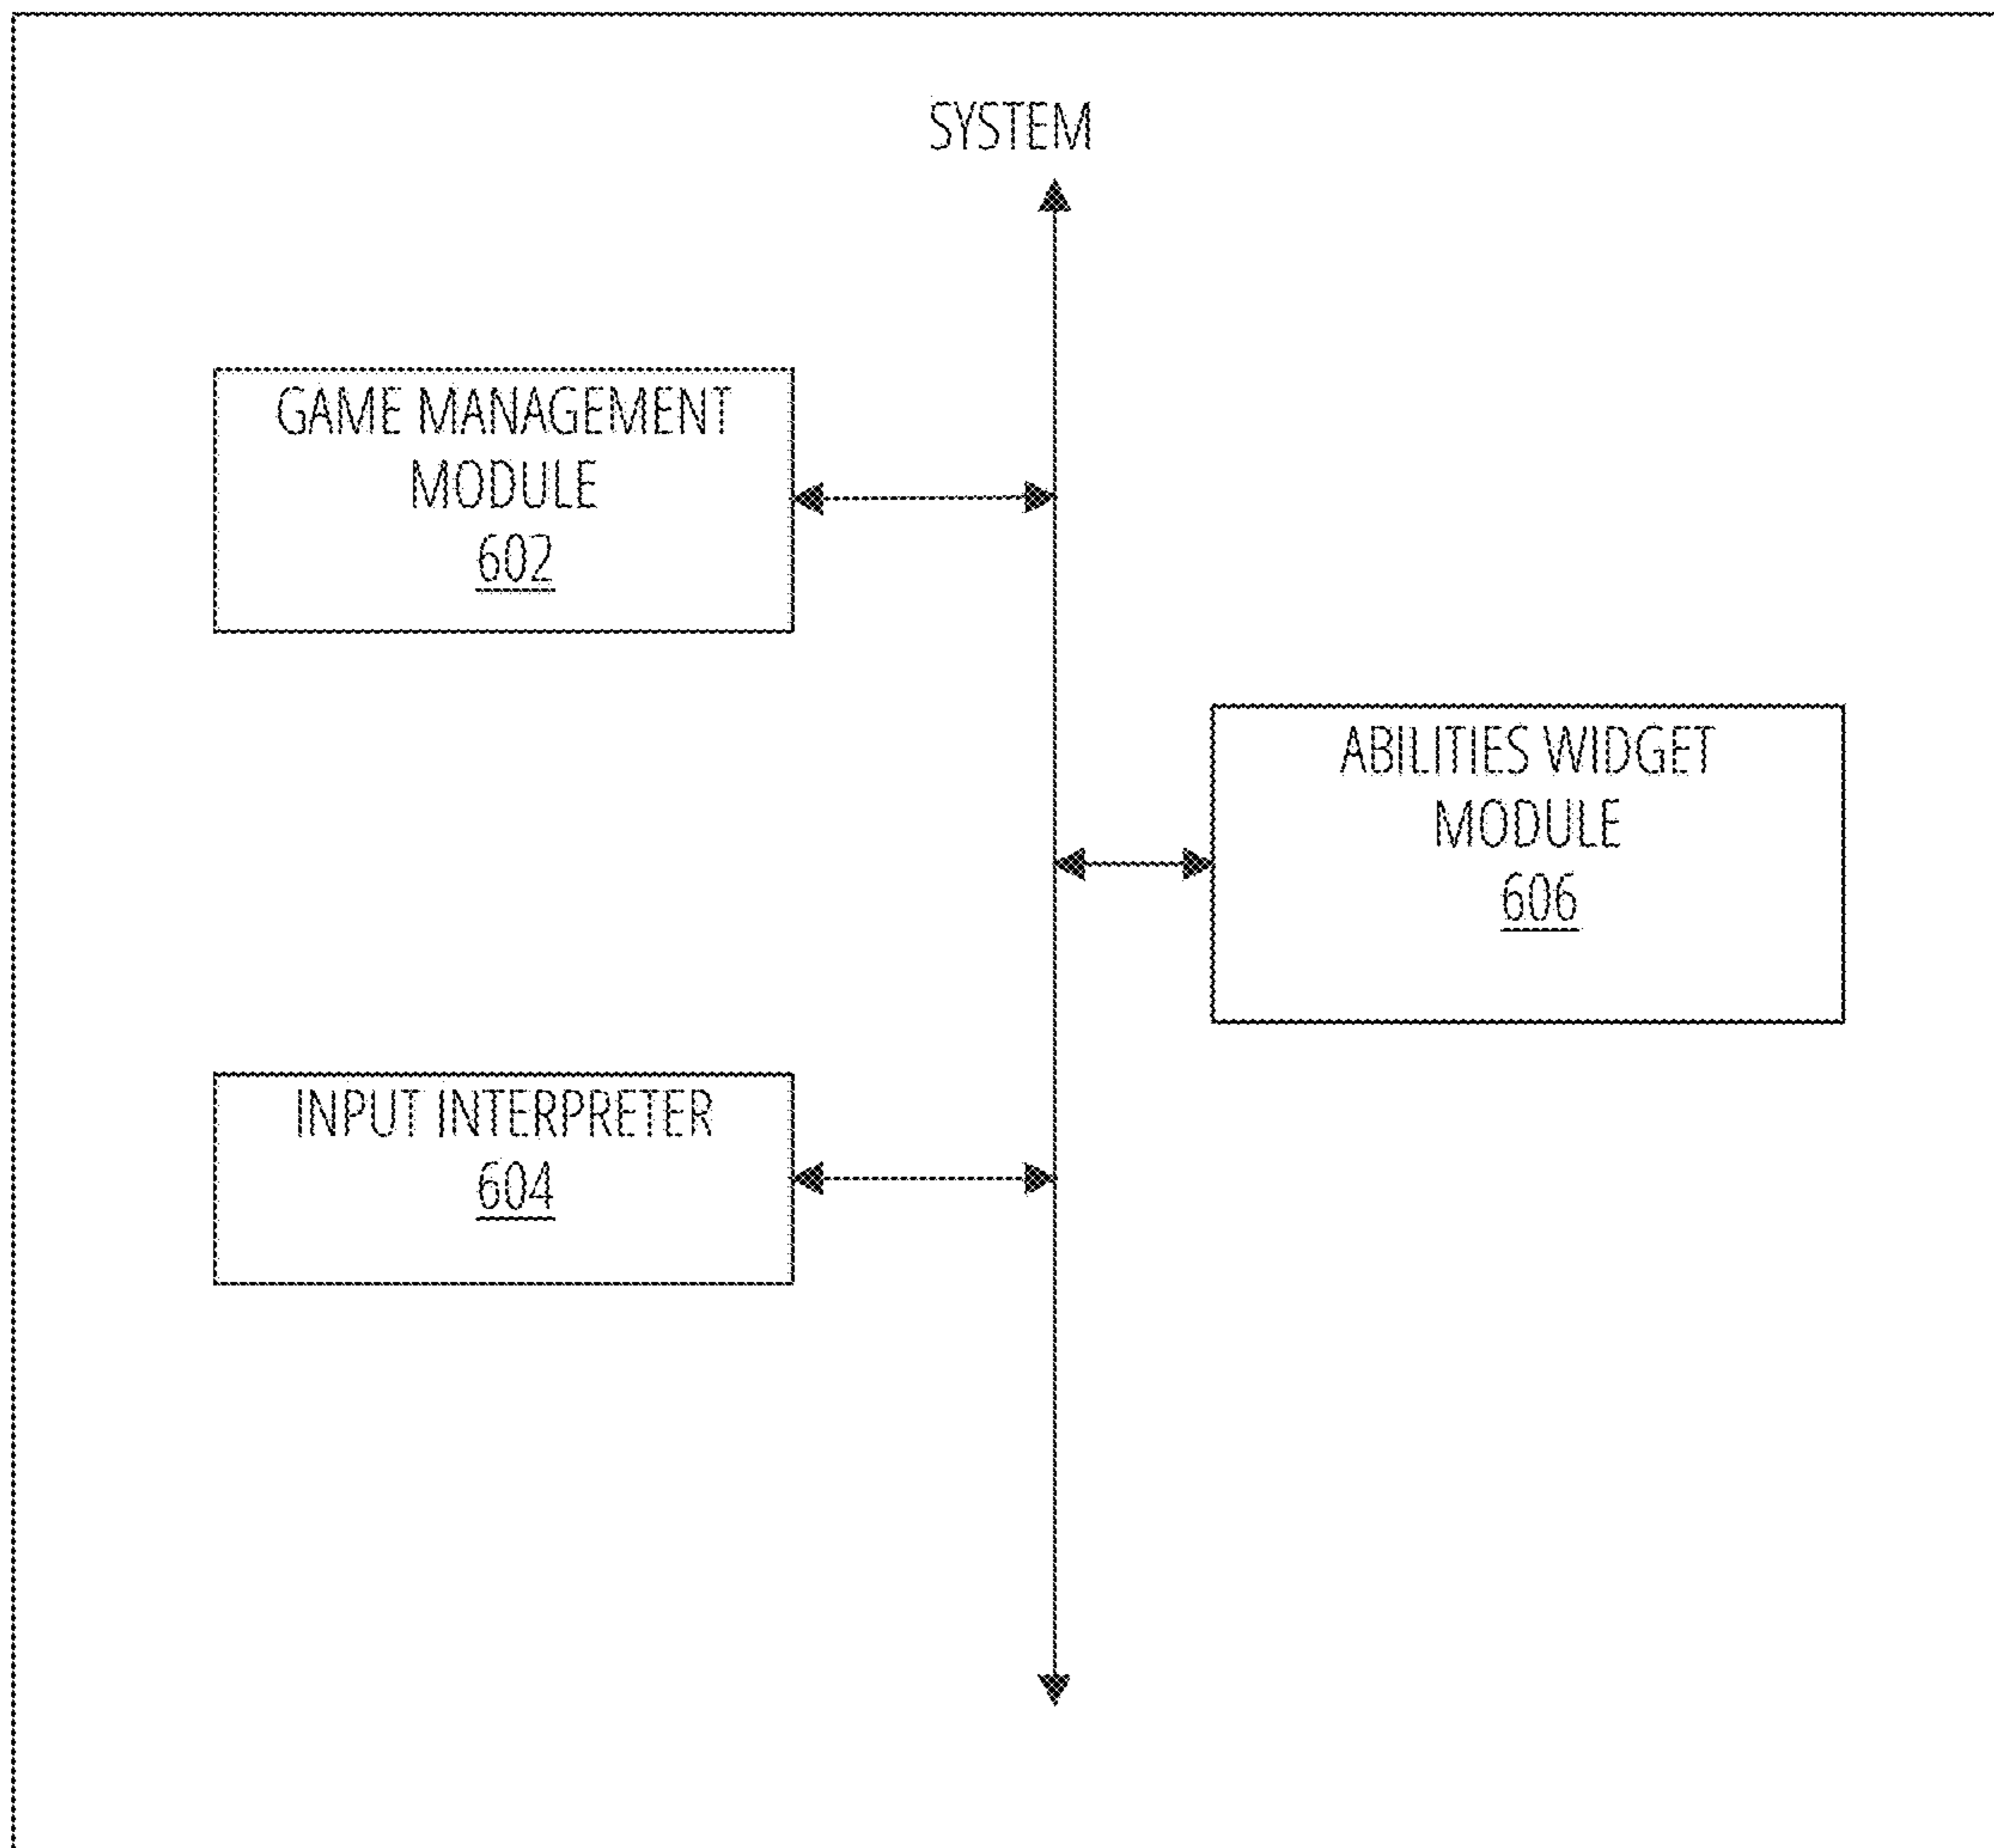 SYSTEM
GAME MANAGEMENT
MODULE
602
ABILITIES WIDGET
MODULE
606
INPUT INTERPRETER
604